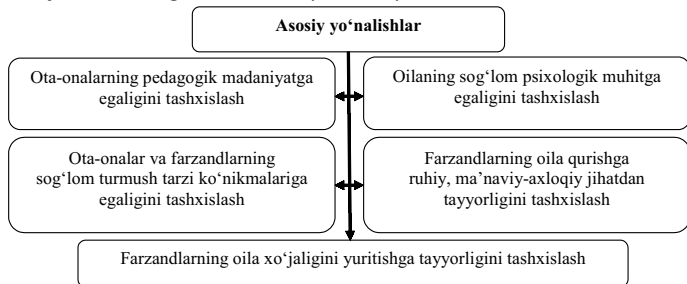 Asosiy yo‘nalishlar
Ota-onalarning pedagogik madaniyatga
egaligini tashxislash
Oilaning sog‘lom psixologik muhitga
egaligini tashxislash
Ota-onalar va farzandlarning
sog‘lom turmush tarzi ko‘nikmalariga
egaligini tashxislash
Farzandlarning oila qurishga
ruhiy, ma’naviy-axloqiy jihatdan
tayyorligini tashxislash
Farzandlarning oila xo‘jaligini yuritishga tayyorligini tashxislash